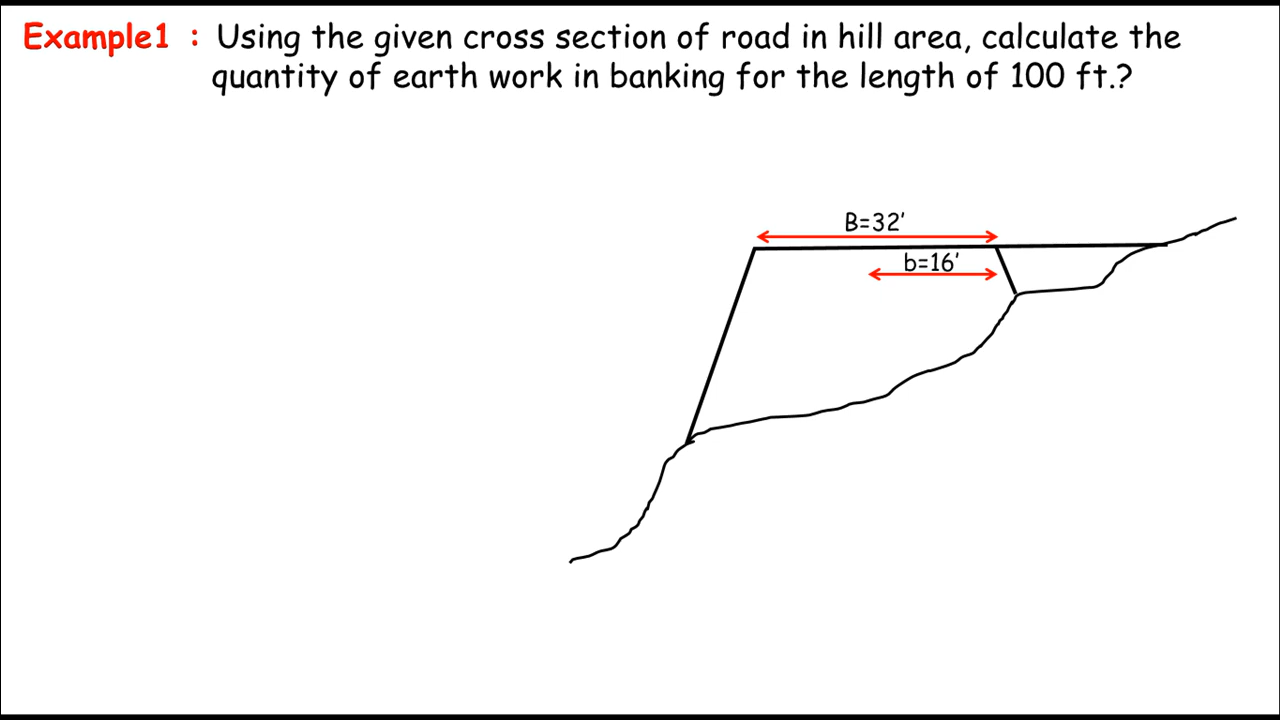 Example1 : Using the given cross section of road in hill area, calculate the
quantity of earth work in banking for the length of 100 ft.?
B=32'
b=16'